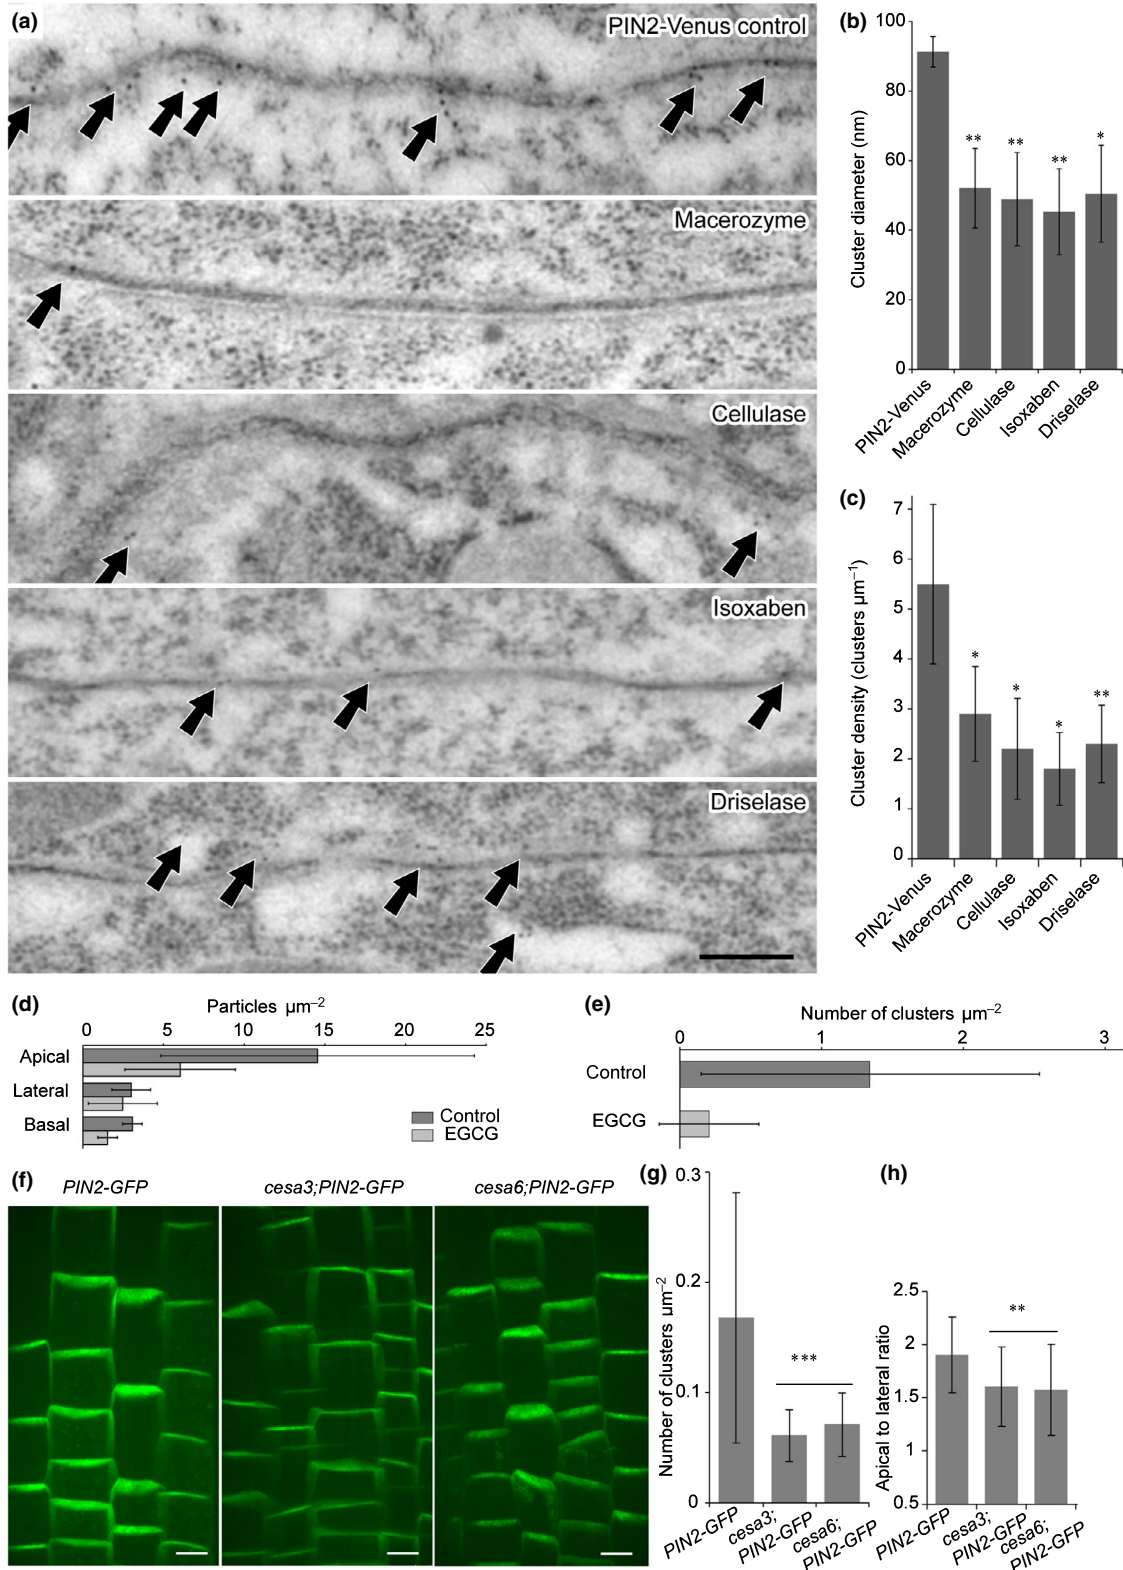 (a)
PIN2-Venus control
Macerozyme
Cellulase
Isoxaben
Driselase
(b)
Cluster diameter (nm)
100
80
60
40
20
0
**
**
**
*
PIN2-Venus
Macerozyme
Cellulase
Isoxaben
Driselase
(c)
Cluster density (clusters µm−1)
7
6
5
4
3
2
1
0
*
*
*
**
PIN2-Venus
Macerozyme
Cellulase
Isoxaben
Driselase
(d)
Particles µm−2
0 5 10 15 20 25
Apical
Lateral
Basal
Control
EGCG
(e)
Number of clusters µm−2
0 1 2 3
Control
EGCG
(f)
PIN2-GFP
cesa3;PIN2-GFP
cesa6;PIN2-GFP
(g)
Number of clusters µm−2
0.3
0.2
0.1
0
***
PIN2-GFP
cesa3;
PIN2-GFP
cesa6;
PIN2-GFP
(h)
Apical to lateral ratio
2.5
2
1.5
1
0.5
**
PIN2-GFP
cesa3;
PIN2-GFP
cesa6;
PIN2-GFP